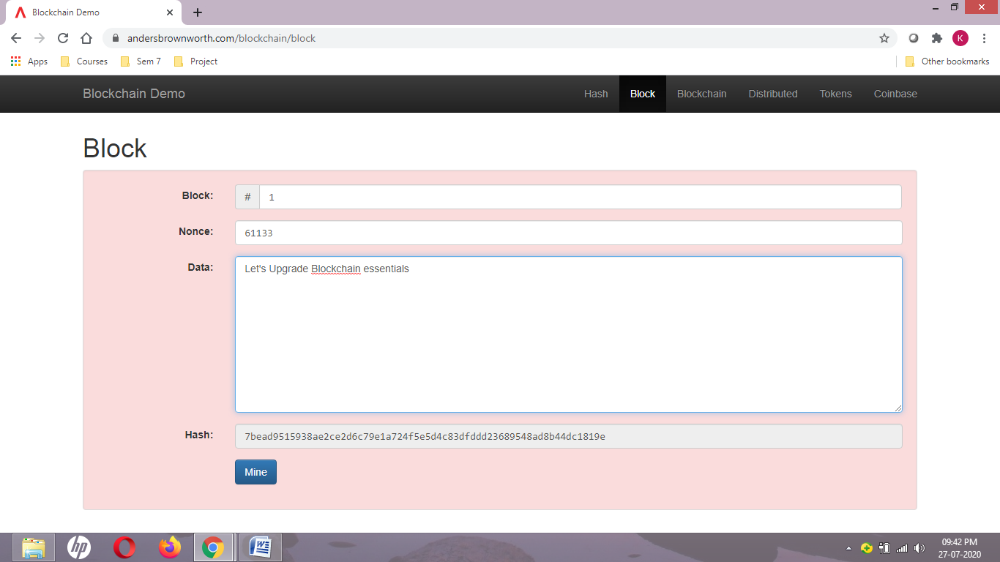 Blockchain Demo
andersbrownworth.com/blockchain/block
K
Apps Courses Sem 7 Project Other bookmarks
Blockchain Demo Hash Block Blockchain Distributed Tokens Coinbase
Block
Block: # 1
Nonce: 61133
Data: Let's Upgrade Blockchain essentials
Hash: 7bead9515938ae2ce2d6c79e1a724f5e5d4c83dfddd23689548ad8b44dc1819e
Mine
hp
W
09:42 PM
27-07-2020